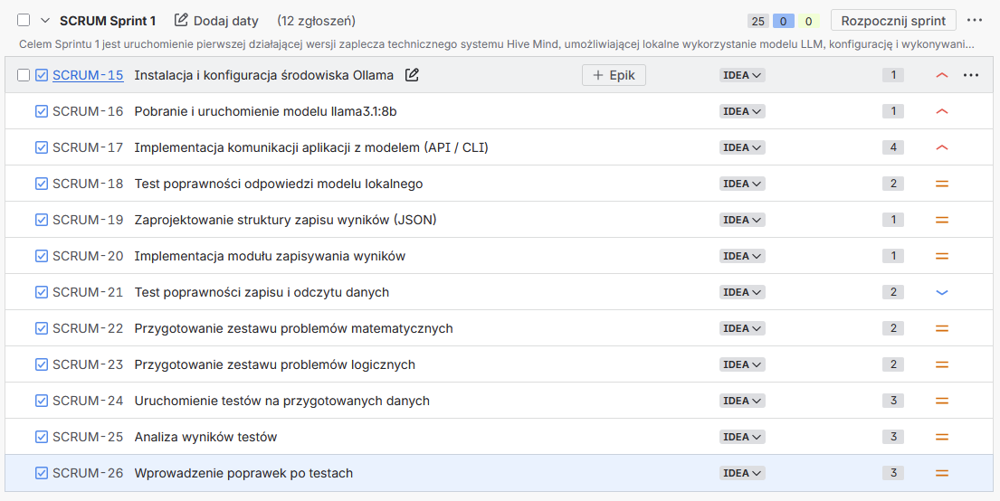 SCRUM Sprint 1 Dodaj daty (12 zgłoszeń) 25 0 0 Rozpocznij sprint
Celem Sprintu 1 jest uruchomienie pierwszej działającej wersji zaplecza technicznego systemu Hive Mind, umożliwiającej lokalne wykorzystanie modelu LLM, konfigurację i wykonywani...
SCRUM-15 Instalacja i konfiguracja środowiska Ollama + Epik IDEA 1
SCRUM-16 Pobranie i uruchomienie modelu llama3.1:8b IDEA 1
SCRUM-17 Implementacja komunikacji aplikacji z modelem (API / CLI) IDEA 4
SCRUM-18 Test poprawności odpowiedzi modelu lokalnego IDEA 2
SCRUM-19 Zaprojektowanie struktury zapisu wyników (JSON) IDEA 1
SCRUM-20 Implementacja modułu zapisywania wyników IDEA 1
SCRUM-21 Test poprawności zapisu i odczytu danych IDEA 2
SCRUM-22 Przygotowanie zestawu problemów matematycznych IDEA 2
SCRUM-23 Przygotowanie zestawu problemów logicznych IDEA 2
SCRUM-24 Uruchomienie testów na przygotowanych danych IDEA 3
SCRUM-25 Analiza wyników testów IDEA 3
SCRUM-26 Wprowadzenie poprawek po testach IDEA 3